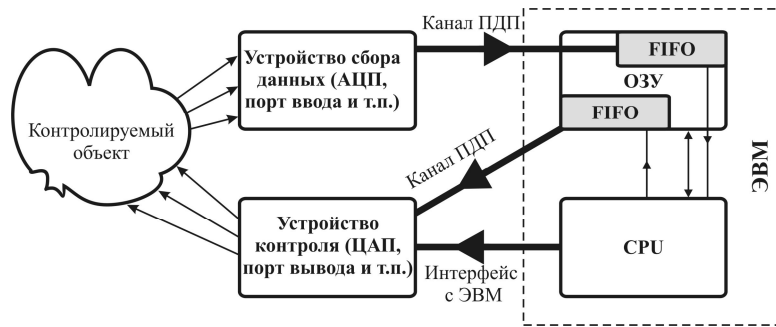 Канал ПДП
Устройство сбора
данных (АЦП,
порт ввода и т.п.)
FIFO
ОЗУ
FIFO
Контролируемый
объект
Канал ПДП
ЭВМ
Устройство
контроля (ЦАП,
порт вывода и т.п.)
CPU
Интерфейс
с ЭВМ